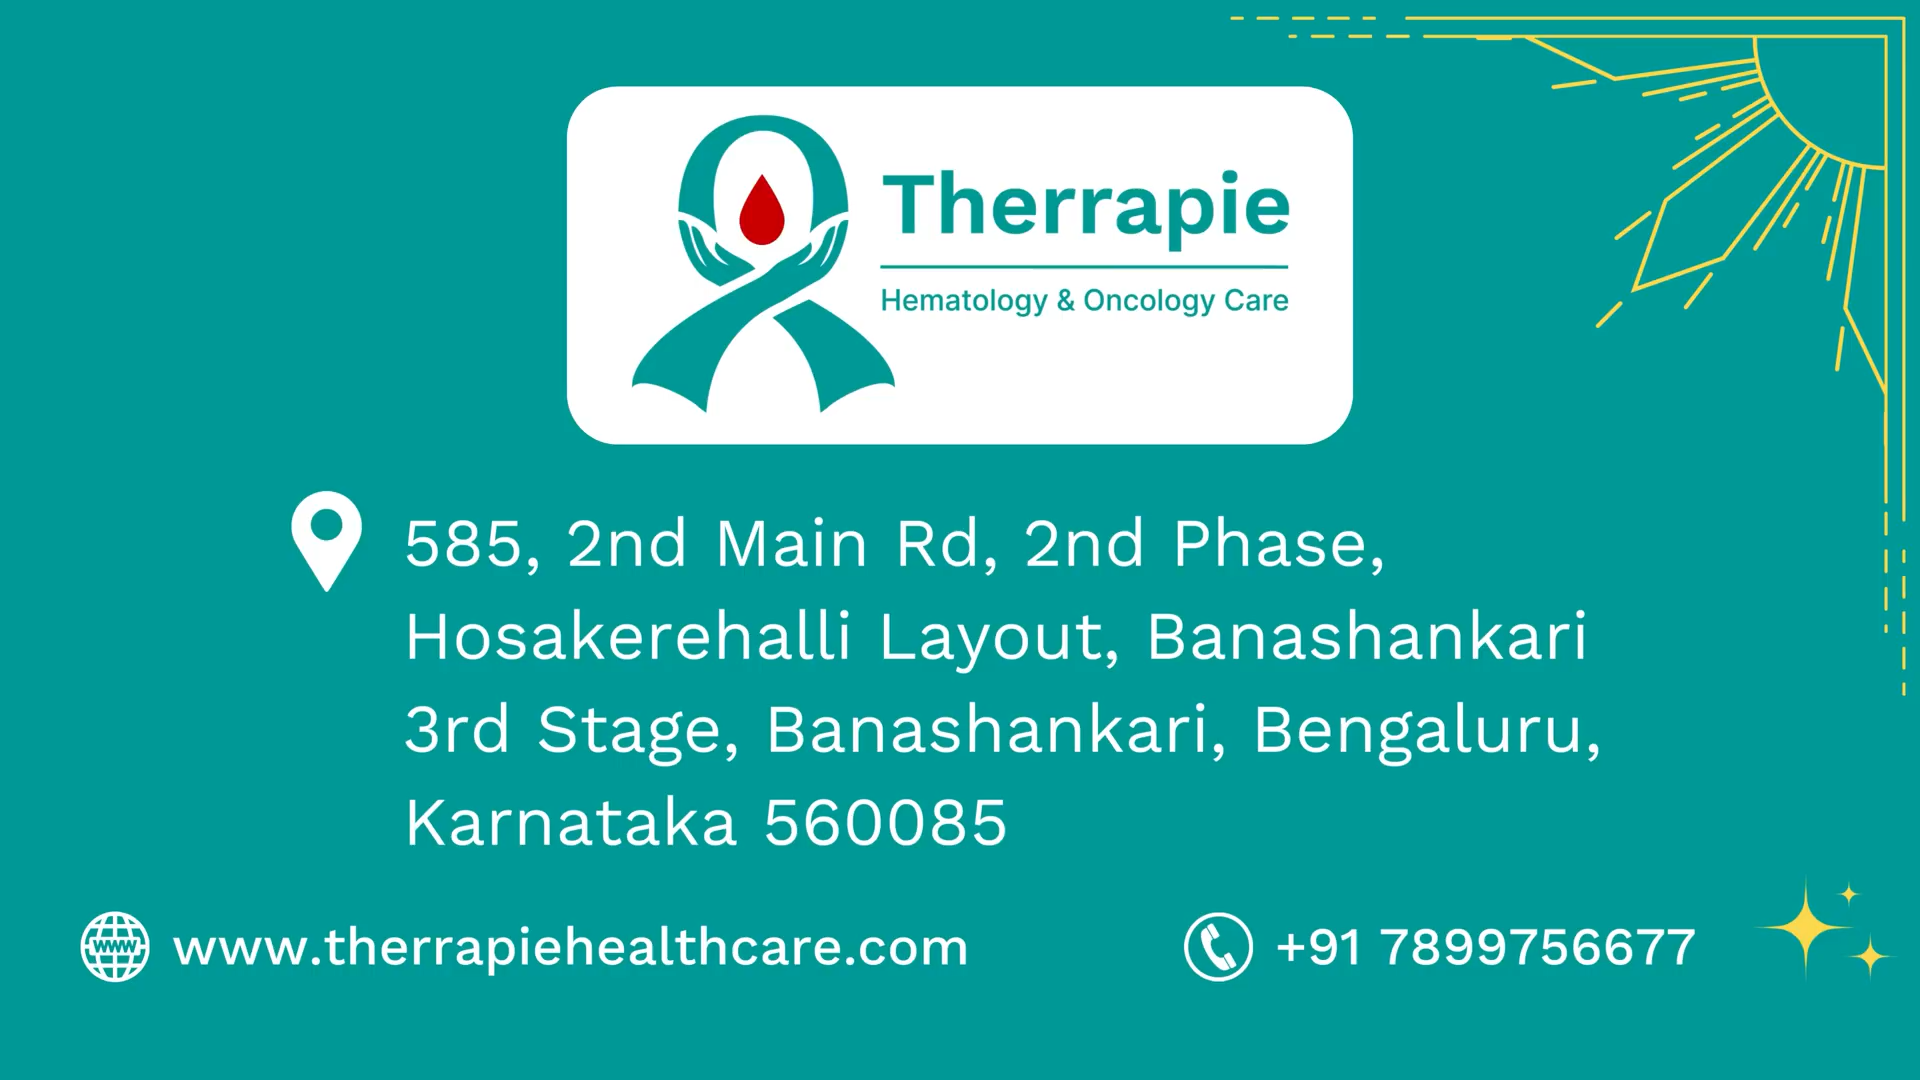 Therrapie
Hematology & Oncology Care
585, 2nd Main Rd, 2nd Phase,
Hosakerehalli Layout, Banashankari
3rd Stage, Banashankari, Bengaluru,
Karnataka 560085
www
www.therrapiehealthcare.com
+91 7899756677